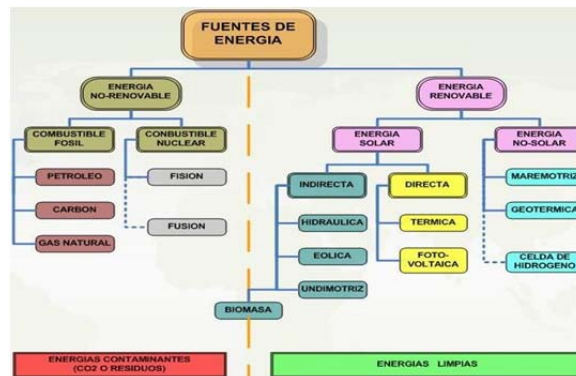 FUENTES DE
ENERGIA
ENERGIA
NO-RENOVABLE
ENERGIA
RENOVABLE
COMBUSTIBLE
FOSIL
CONBUSTIBLE
NUCLEAR
ENERGIA
SOLAR
ENERGIA
NO-SOLAR
PETROLEO
CARBON
GAS NATURAL
FISION
FUSION
INDIRECTA
HIDRAULICA
EOLICA
UNDIMOTRIZ
BIOMASA
DIRECTA
TERMICA
FOTO-
VOLTAICA
MAREMOTRIZ
GEOTERMICA
CELDA DE
HIDROGENO
ENERGIAS CONTAMINANTES
(CO2 O RESIDUOS)
ENERGIAS LIMPIAS